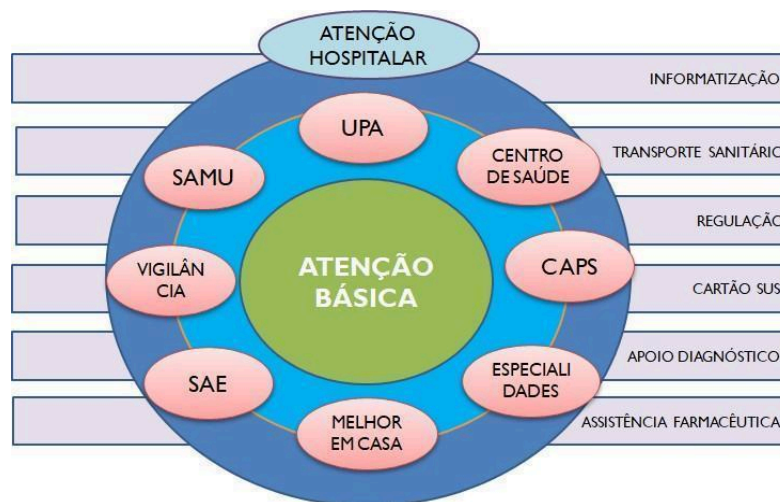 ATENÇÃO
HOSPITALAR
INFORMATIZAÇÃO
UPA
CENTRO
DE SAÚDE
TRANSPORTE SANITÁRIO
SAMU
REGULAÇÃO
VIGILÂN
CIA
ATENÇÃO
BÁSICA
CAPS
CARTÃO SUS
SAE
ESPECIALI
DADES
APOIO DIAGNÓSTICO
MELHOR
EM CASA
ASSISTÊNCIA FARMACÊUTICA